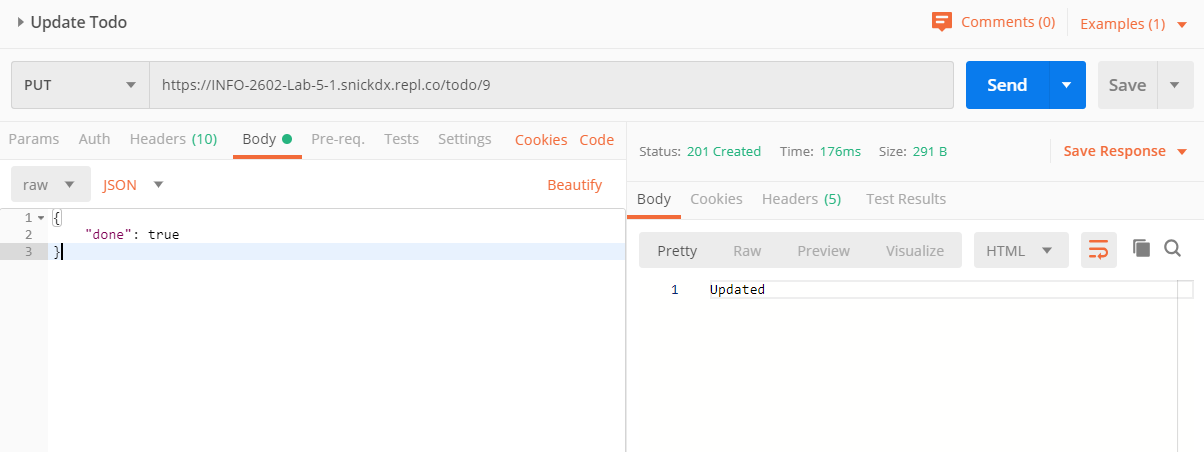 Update Todo
Comments (0)
Examples (1)
PUT
https://INFO-2602-Lab-5-1.snickdx.repl.co/todo/9
Send
Save
Params Auth Headers (10) Body Pre-req. Tests Settings Cookies Code
raw JSON Beautify
1 {
2 "done": true
3 }
Status: 201 Created Time: 176ms Size: 291 B Save Response
Body Cookies Headers (5) Test Results
Pretty Raw Preview Visualize HTML
1 Updated